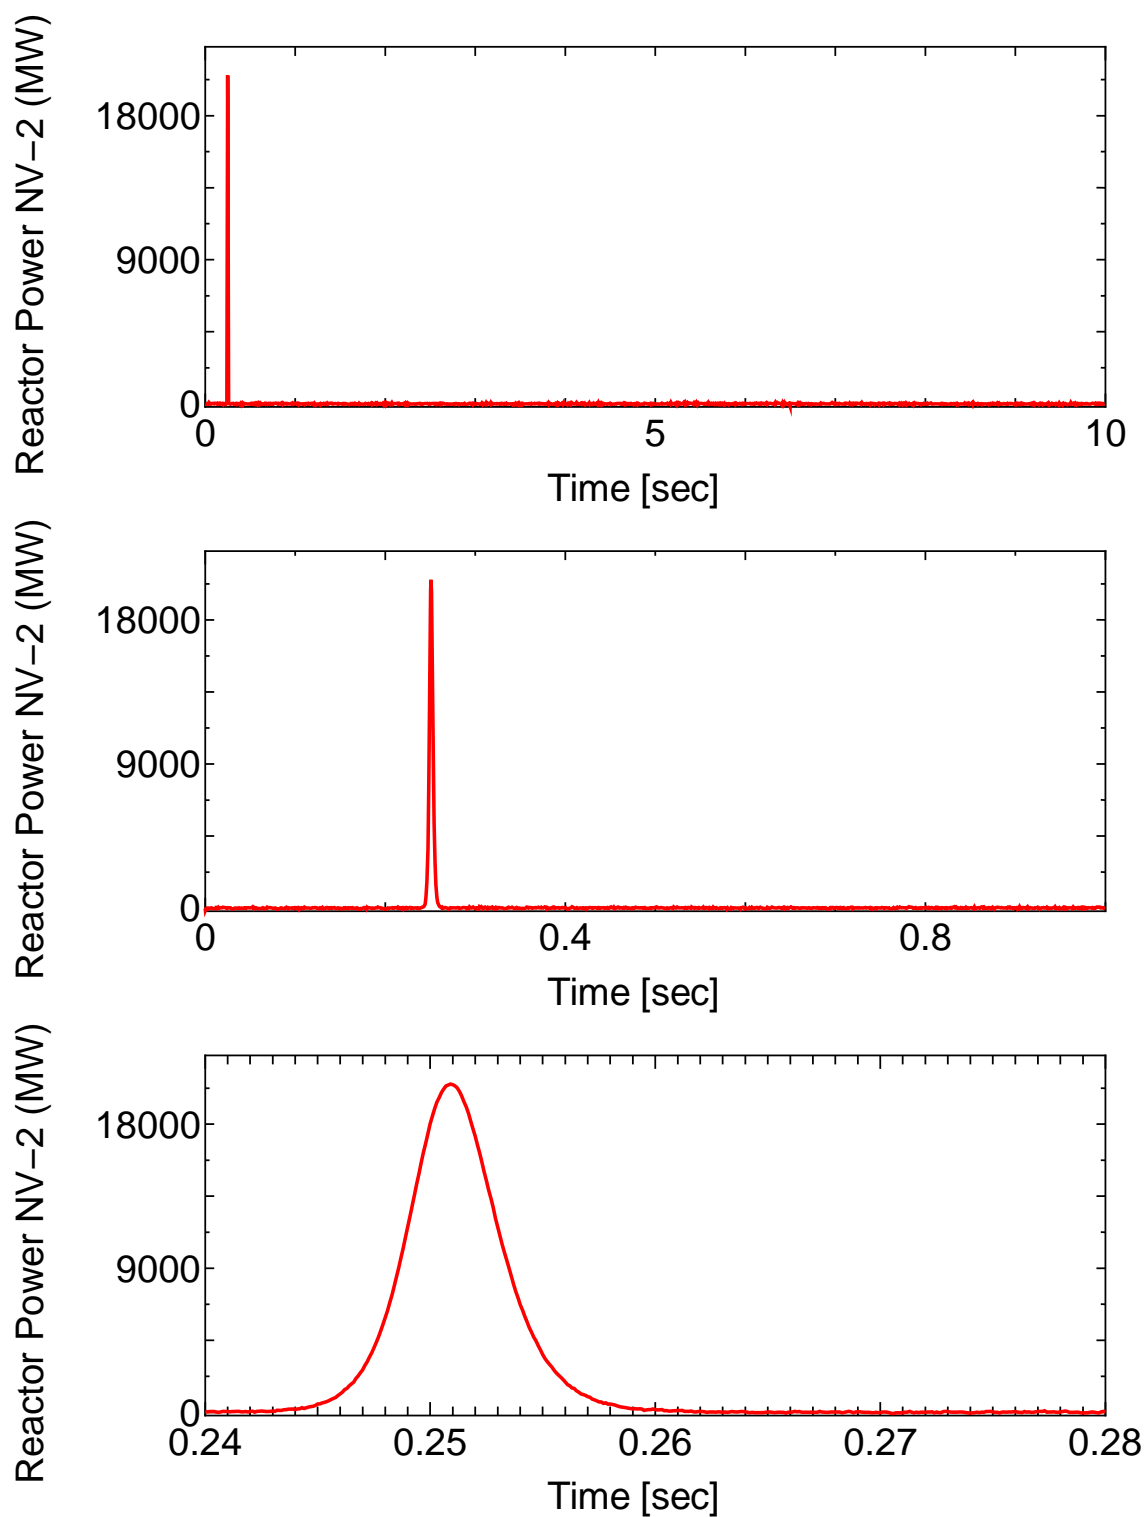 Reactor Power NV−2 (MW)
18000
9000
0
0 5 10
Time [sec]
Reactor Power NV−2 (MW)
18000
9000
0
0 0.4 0.8
Time [sec]
Reactor Power NV−2 (MW)
18000
9000
0
0.24 0.25 0.26 0.27 0.28
Time [sec]